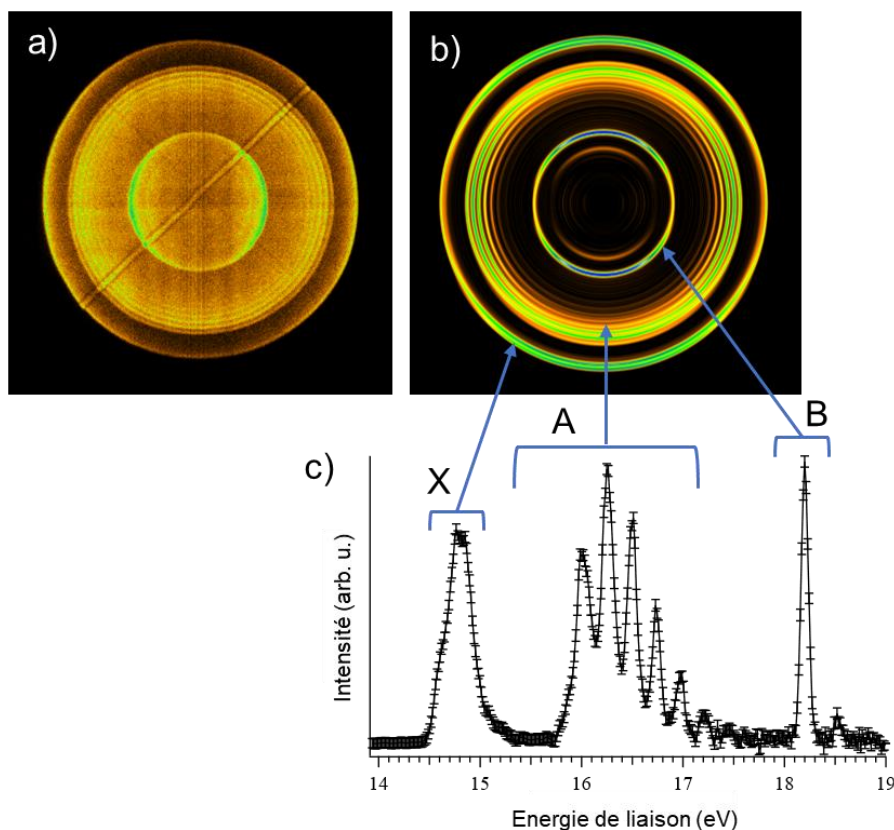 a)
b)
A
B
X
c)
Intensité (arb. u.)
14
15
16
17
18
19
Energie de liaison (eV)